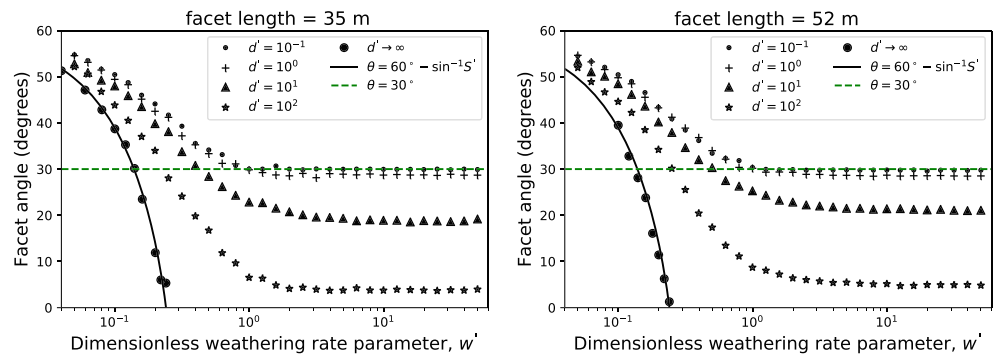 facet length = 35 m
60
50
40
30
20
10
0
Facet angle (degrees)
d' = 10⁻¹
d' = 10⁰
d' = 10¹
d' = 10²
d' → ∞
θ = 60° − sin⁻¹S'
θ = 30°
10⁻¹
10⁰
10¹
Dimensionless weathering rate parameter, w'
facet length = 52 m
60
50
40
30
20
10
0
Facet angle (degrees)
d' = 10⁻¹
d' = 10⁰
d' = 10¹
d' = 10²
d' → ∞
θ = 60° − sin⁻¹S'
θ = 30°
10⁻¹
10⁰
10¹
Dimensionless weathering rate parameter, w'